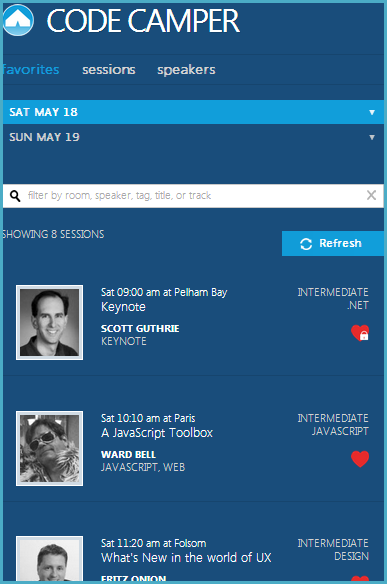 CODE CAMPER
favorites sessions speakers
SAT MAY 18
SUN MAY 19
filter by room, speaker, tag, title, or track
SHOWING 8 SESSIONS
Refresh
Sat 09:00 am at Pelham Bay
INTERMEDIATE
Keynote
.NET
SCOTT GUTHRIE
KEYNOTE
Sat 10:10 am at Paris
INTERMEDIATE
A JavaScript Toolbox
JAVASCRIPT
WARD BELL
JAVASCRIPT, WEB
Sat 11:20 am at Folsom
INTERMEDIATE
What's New in the world of UX
DESIGN
FRITZ ONION